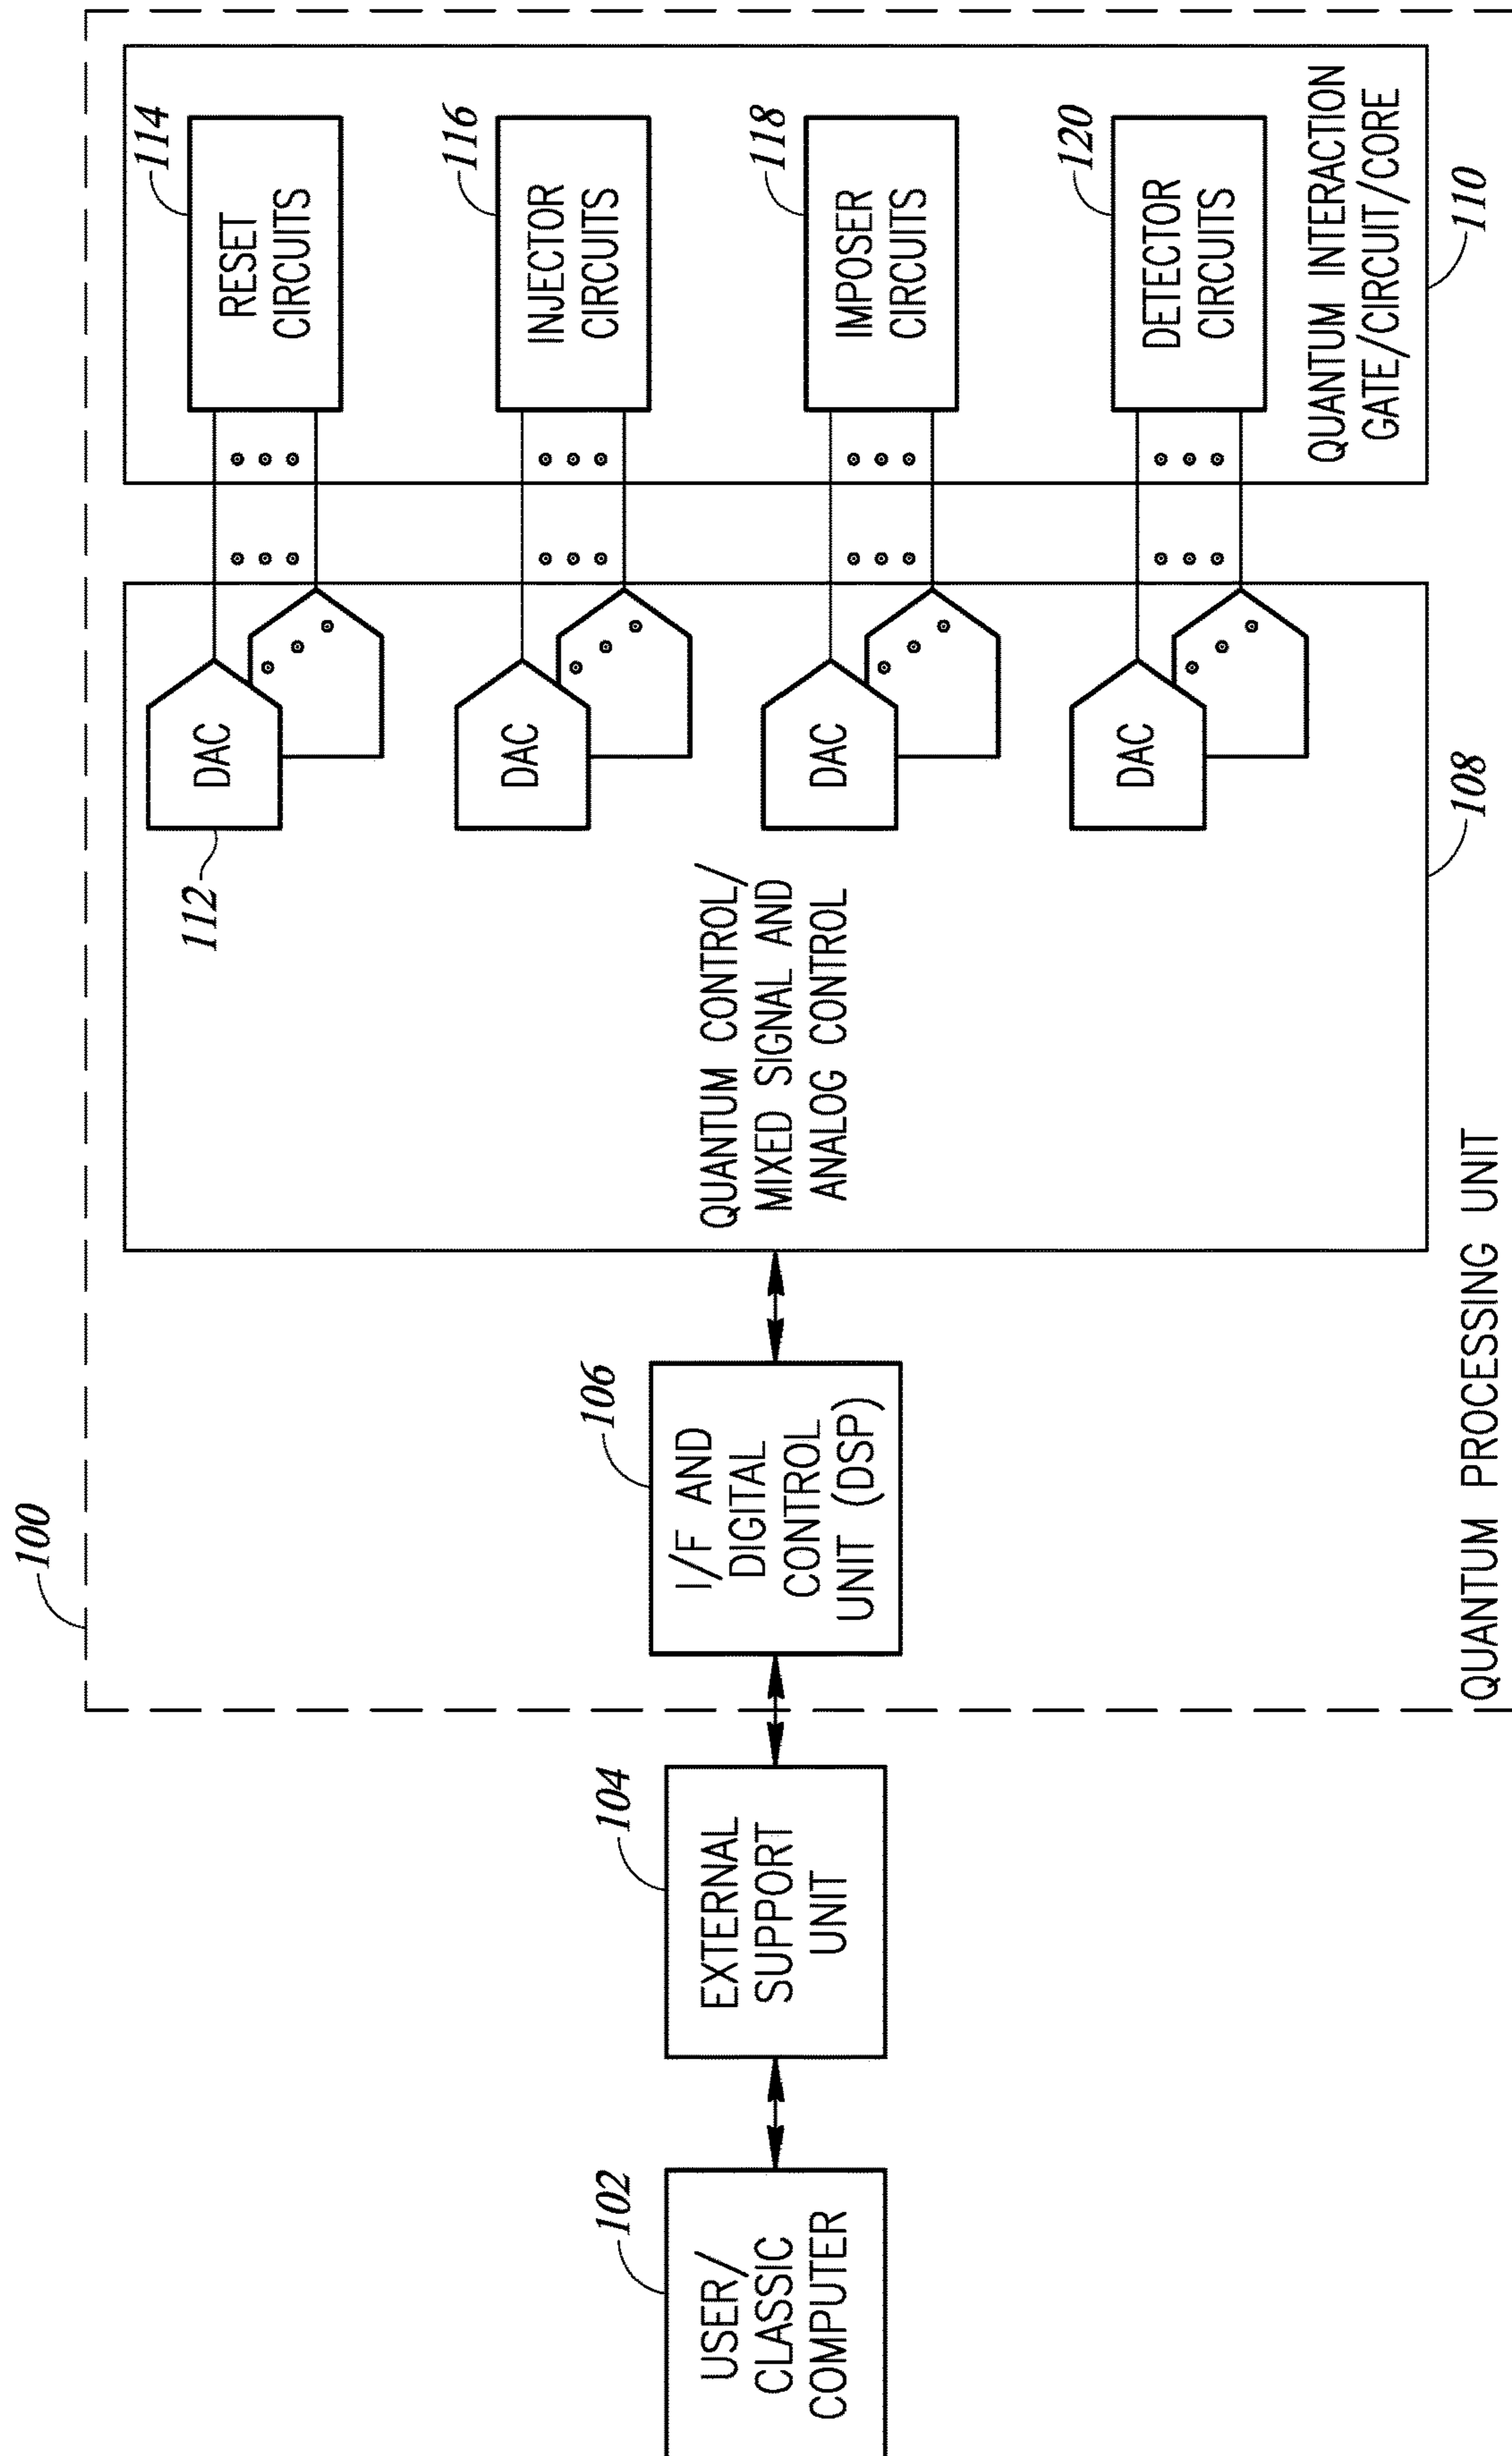 100
102
USER/
CLASSIC
COMPUTER
104
EXTERNAL
SUPPORT
UNIT
106
I/F AND
DIGITAL
CONTROL
UNIT (DSP)
112
DAC
DAC
DAC
DAC
QUANTUM CONTROL/
MIXED SIGNAL AND
ANALOG CONTROL
108
114
RESET
CIRCUITS
116
INJECTOR
CIRCUITS
118
IMPOSER
CIRCUITS
120
DETECTOR
CIRCUITS
QUANTUM INTERACTION
GATE/CIRCUIT/CORE
110
QUANTUM PROCESSING UNIT